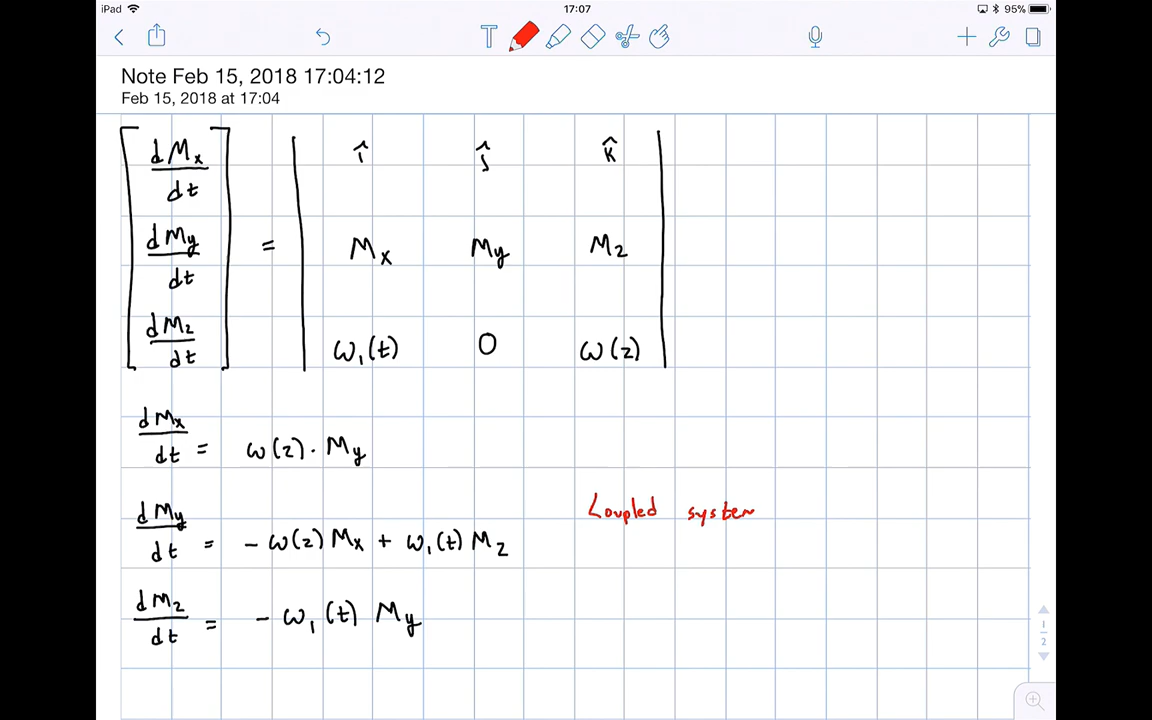 iPad 17:07 95%
T
Note Feb 15, 2018 17:04:12
Feb 15, 2018 at 17:04
dMx/dt î ĵ k̂
dMy/dt = Mx My Mz
dMz/dt ω₁(t) 0 ω(z)
dMx/dt = ω(z) · My
Coupled system
dMy/dt = - ω(z) Mx + ω₁(t) Mz
dMz/dt = - ω₁(t) My
1
2